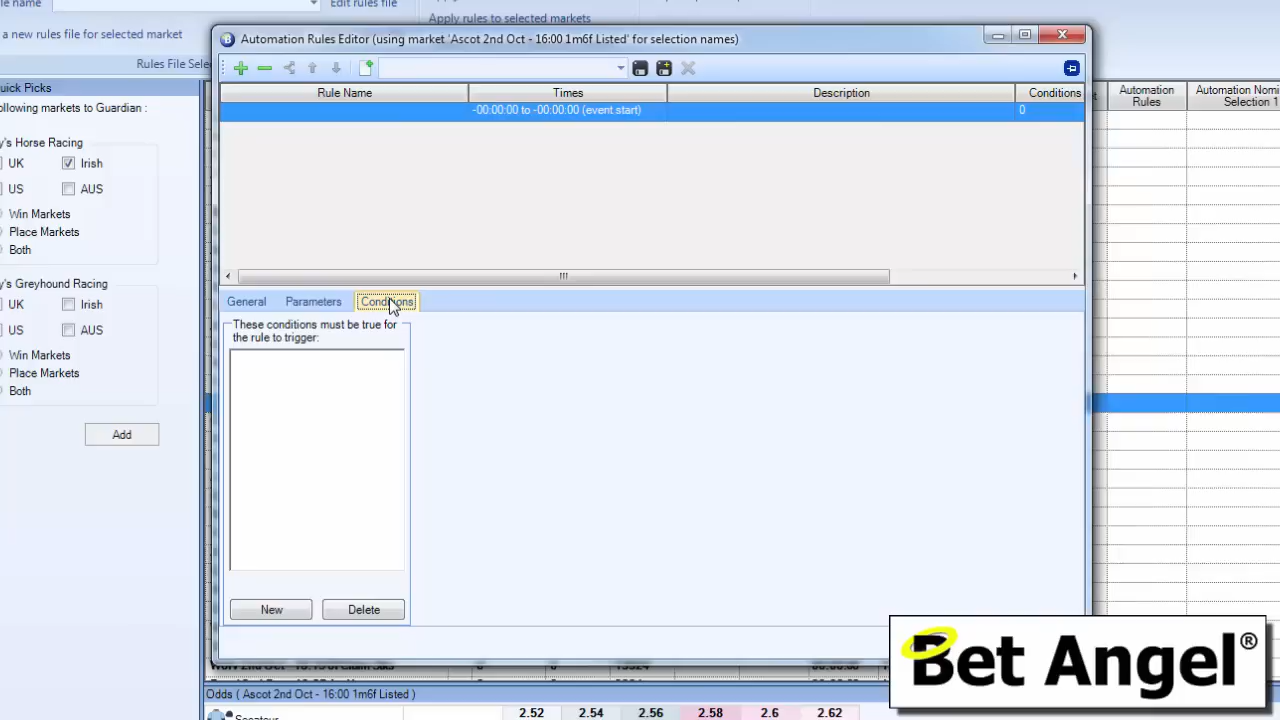 le name
Edit rules file
Apply rules to selected markets
a new rules file for selected market
Rules File Sele
Automation Rules Editor (using market 'Ascot 2nd Oct - 16:00 1m6f Listed' for selection names)
Rule Name
Times
Description
Conditions
-00:00:00 to -00:00:00 (event start)
0
uick Picks
ollowing markets to Guardian :
y's Horse Racing
UK
Irish
US
AUS
Win Markets
Place Markets
Both
y's Greyhound Racing
UK
Irish
US
AUS
Win Markets
Place Markets
Both
Add
t
Automation
Rules
Automation Nomi
Selection 1
General
Parameters
Conditions
These conditions must be true for
the rule to trigger:
New
Delete
Odds ( Ascot 2nd Oct - 16:00 1m6f Listed )
2.52
2.54
2.56
2.58
2.6
2.62
Bet Angel®